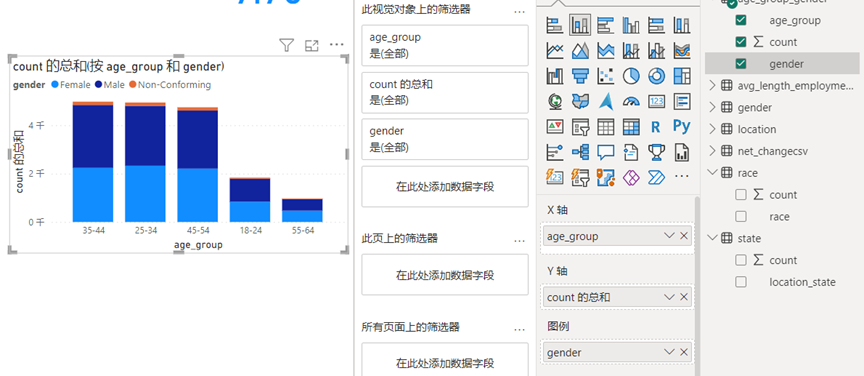 count 的总和(按 age_group 和 gender)
gender Female Male Non-Conforming
count 的总和
4 千
2 千
0 千
35-44 25-34 45-54 18-24 55-64
age_group
此视觉对象上的筛选器 ...
age_group
是(全部)
count 的总和
是(全部)
gender
是(全部)
在此处添加数据字段
此页上的筛选器 ...
在此处添加数据字段
所有页面上的筛选器 ...
在此处添加数据字段
123
R Py
123
...
X 轴
age_group
Y 轴
count 的总和
图例
gender
age_group_gender
age_group
∑ count
gender
avg_length_employme...
gender
location
net_changecsv
race
∑ count
race
state
∑ count
location_state